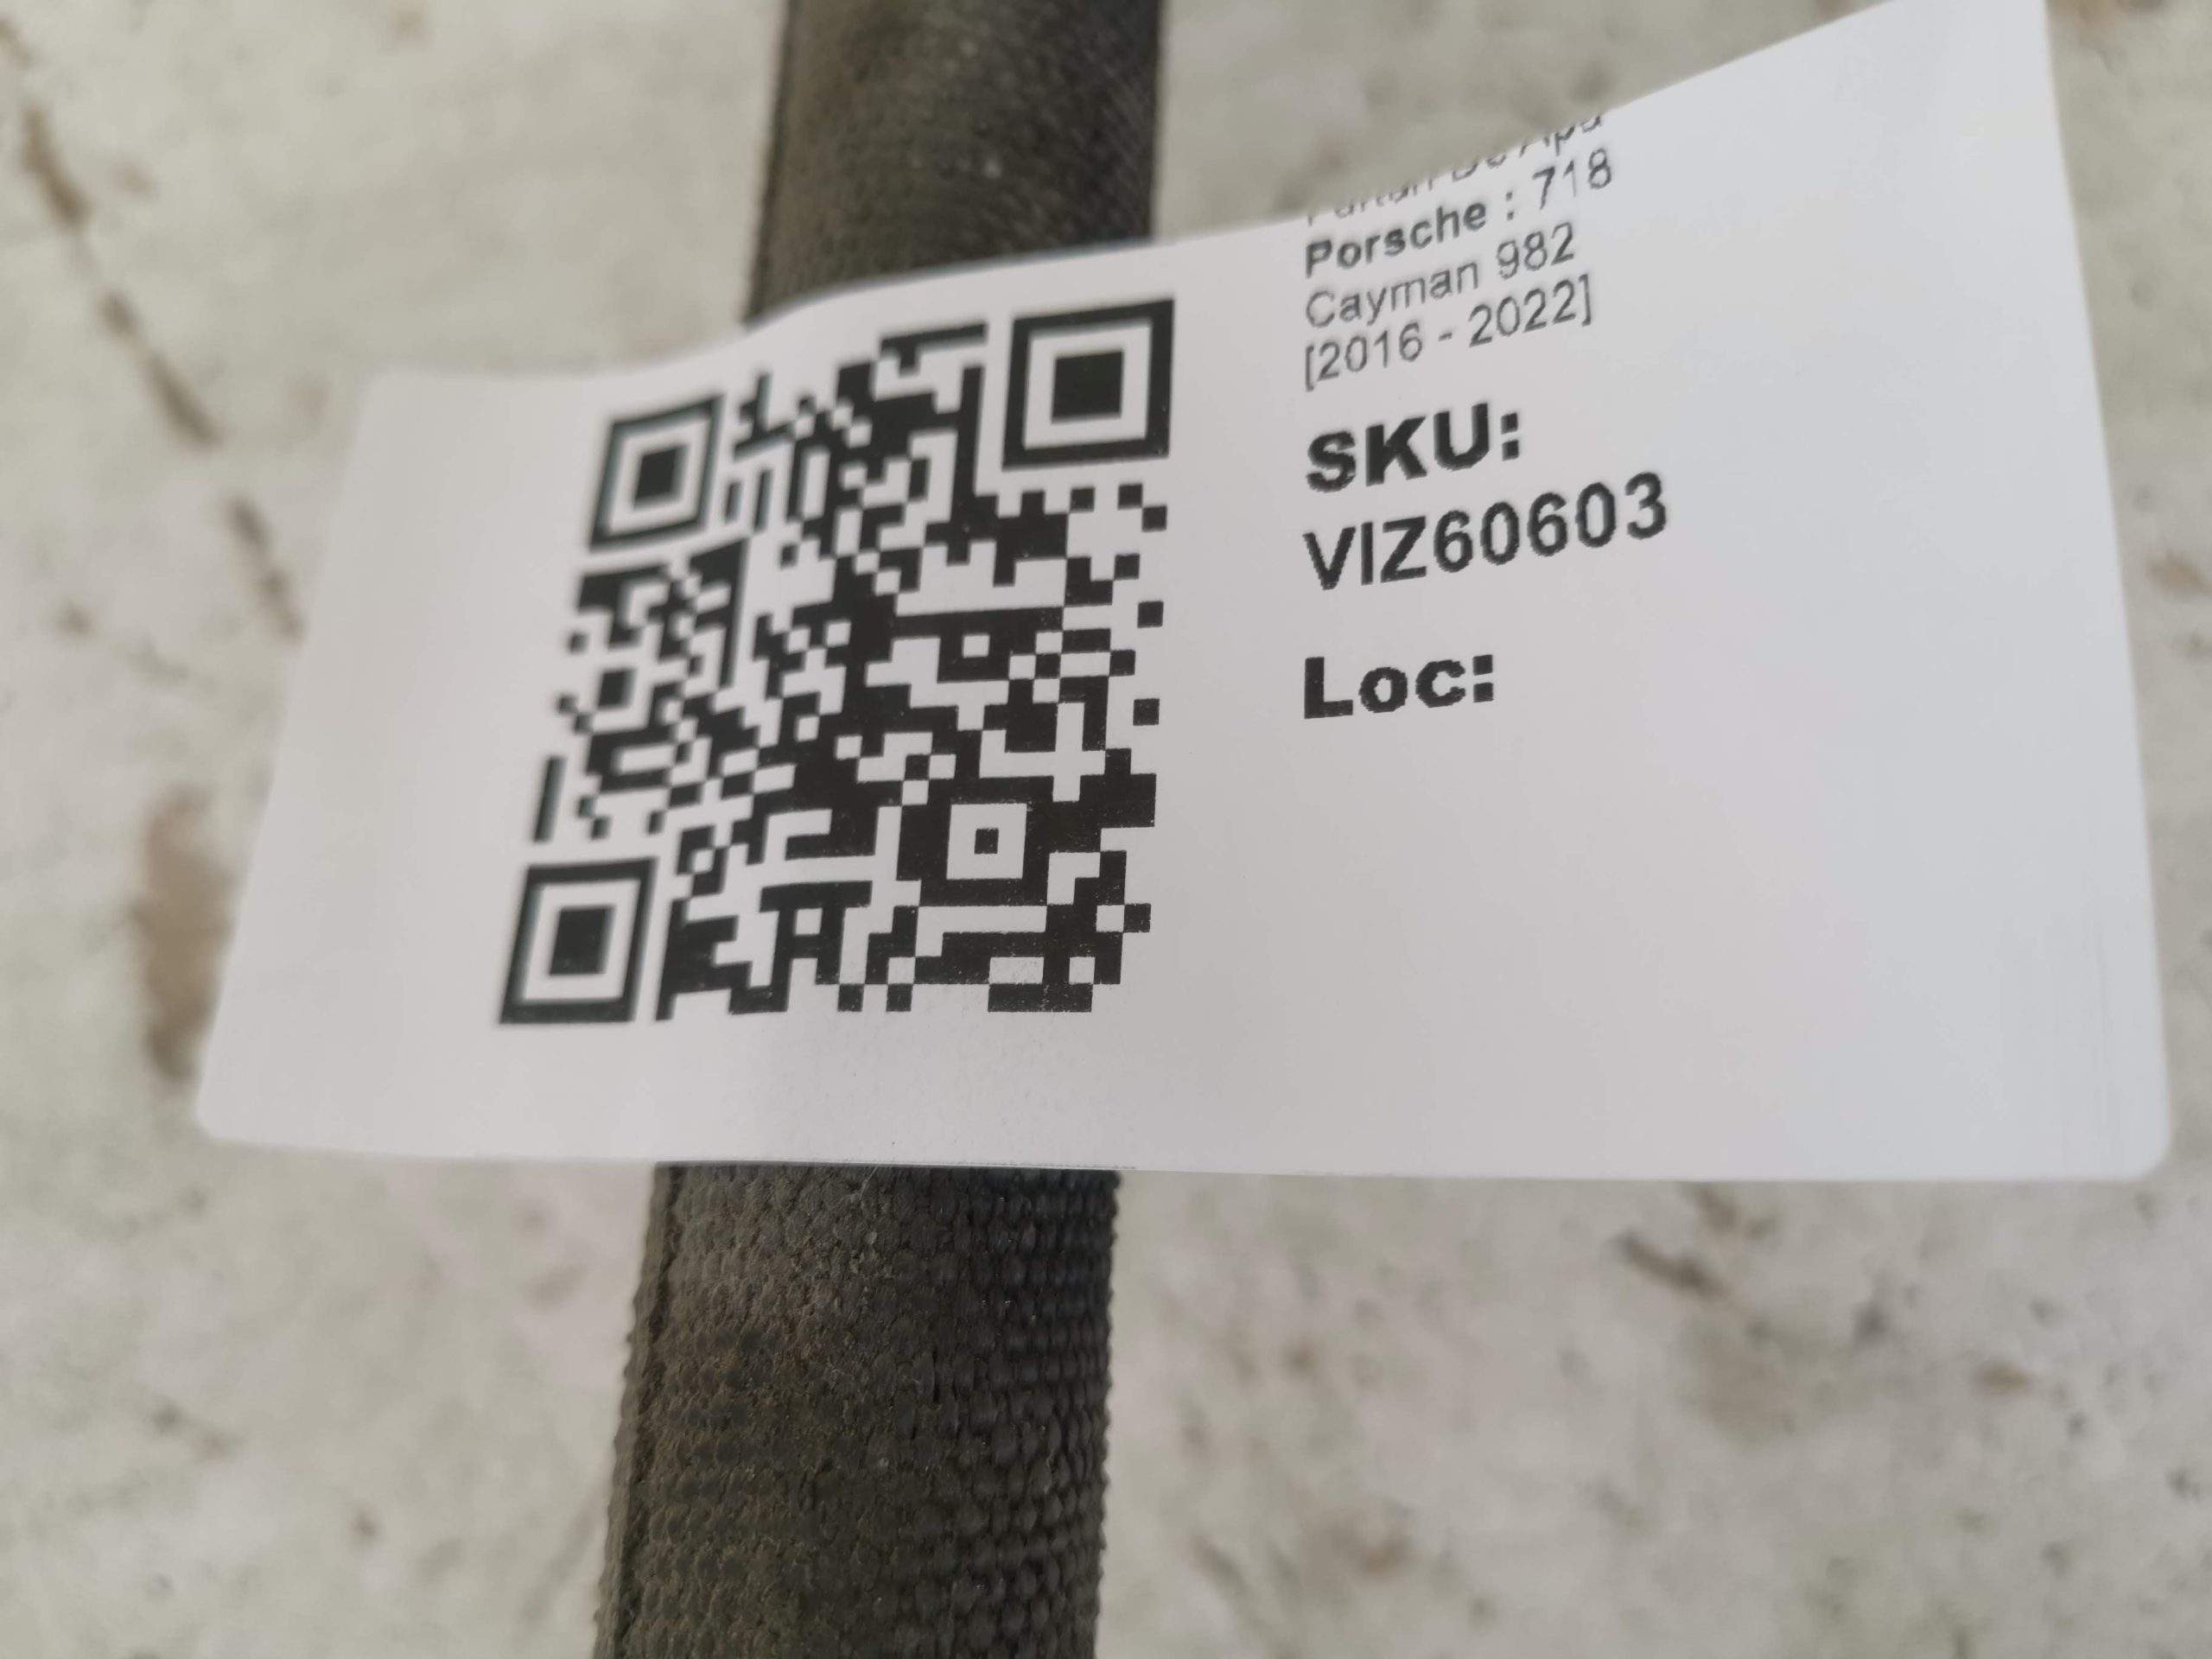 Porsche : 718
Cayman 982
[2016 - 2022]
SKU:
VIZ60603
Loc: